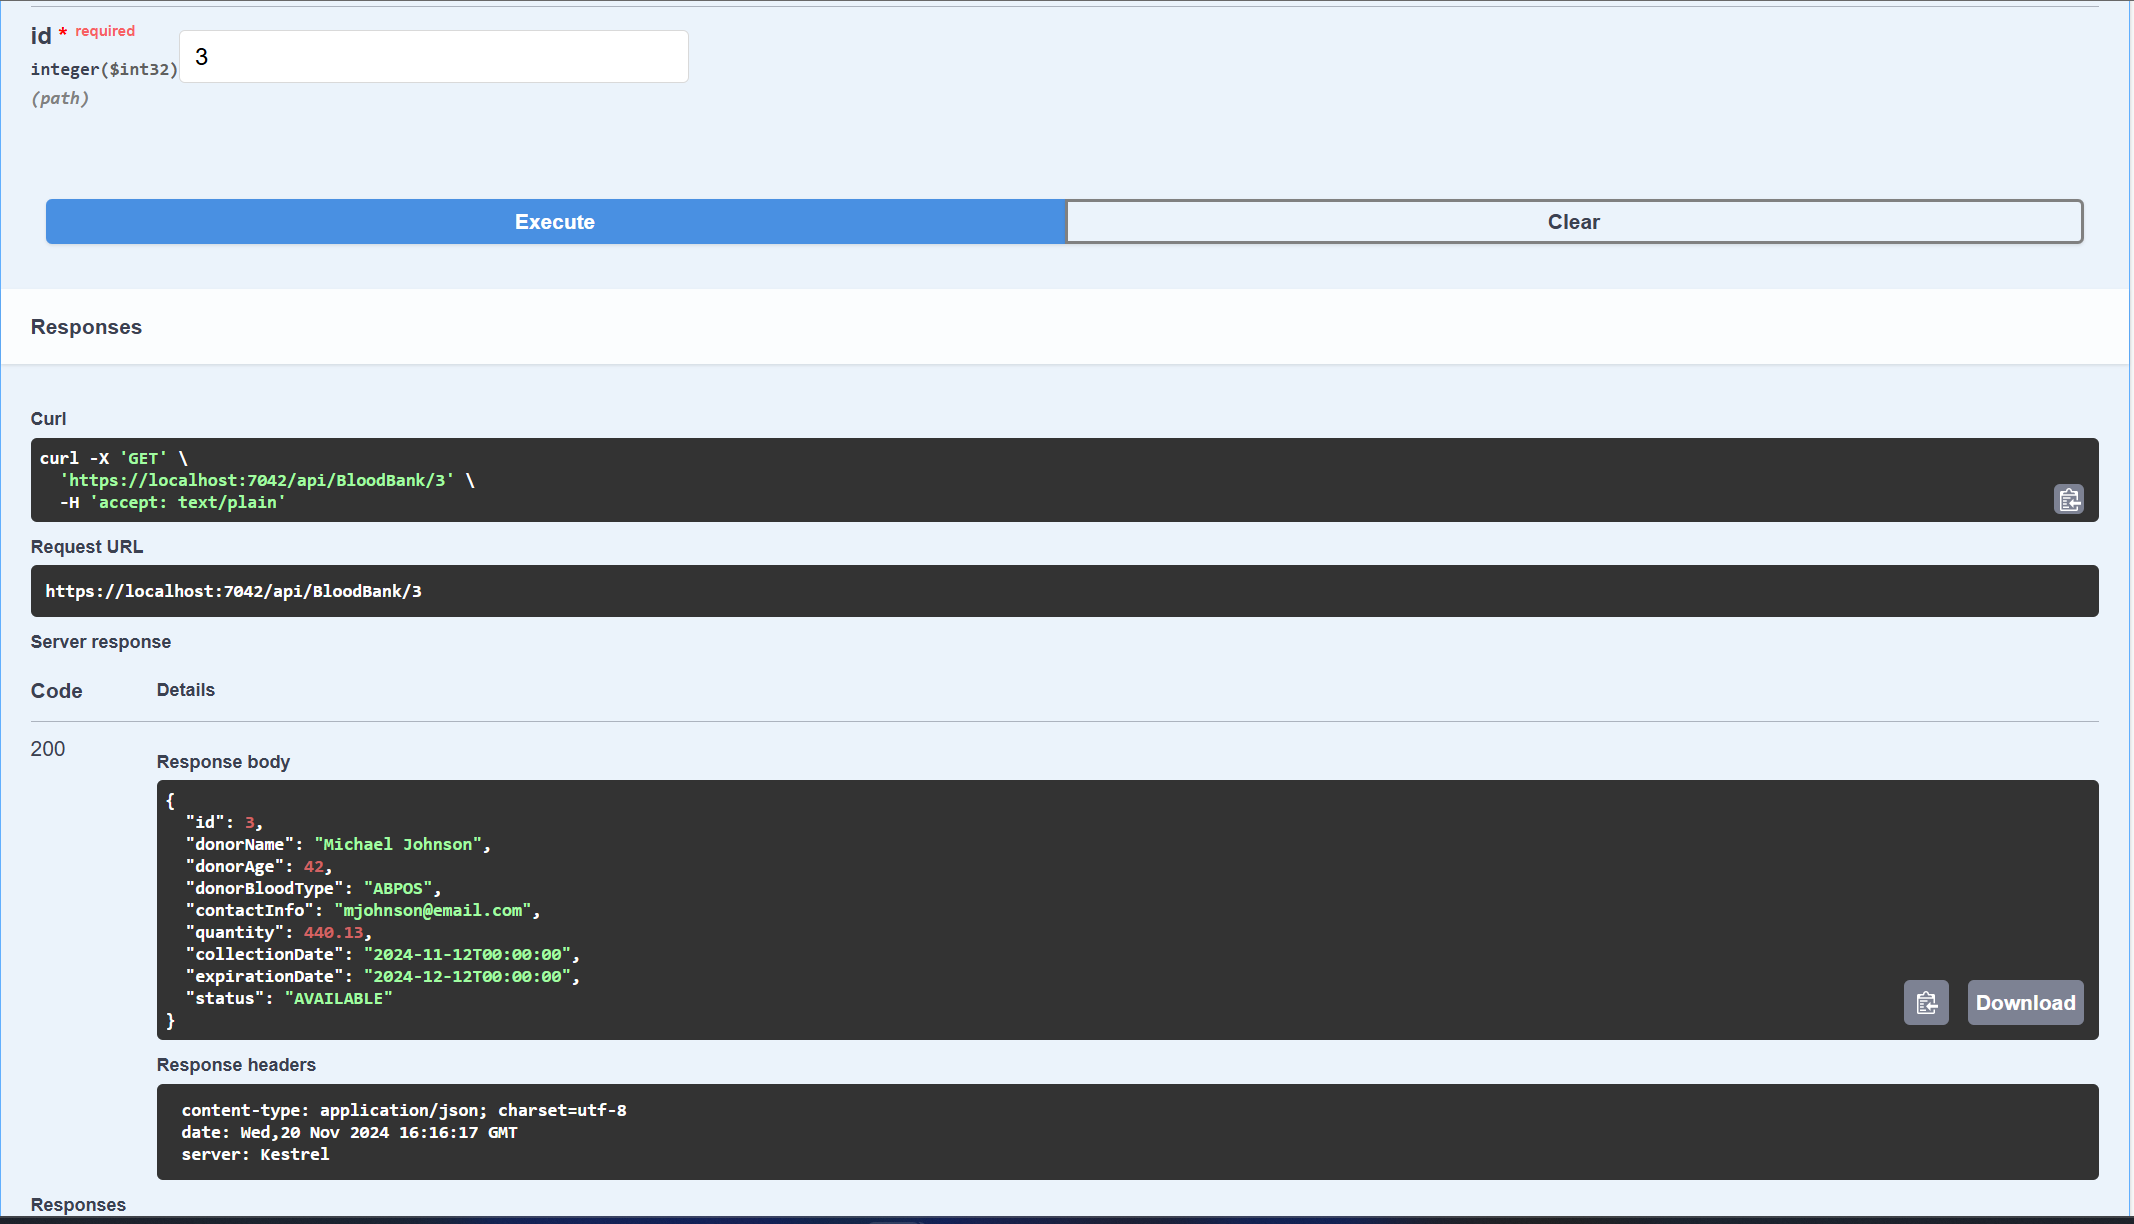 id * required
3
integer($int32)
(path)
Execute
Clear
Responses
Curl
curl -X 'GET' \
  'https://localhost:7042/api/BloodBank/3' \
  -H 'accept: text/plain'
Request URL
https://localhost:7042/api/BloodBank/3
Server response
Code Details
200
Response body
{
  "id": 3,
  "donorName": "Michael Johnson",
  "donorAge": 42,
  "donorBloodType": "ABPOS",
  "contactInfo": "mjohnson@email.com",
  "quantity": 440.13,
  "collectionDate": "2024-11-12T00:00:00",
  "expirationDate": "2024-12-12T00:00:00",
  "status": "AVAILABLE"
}
Download
Response headers
content-type: application/json; charset=utf-8
date: Wed,20 Nov 2024 16:16:17 GMT
server: Kestrel
Responses